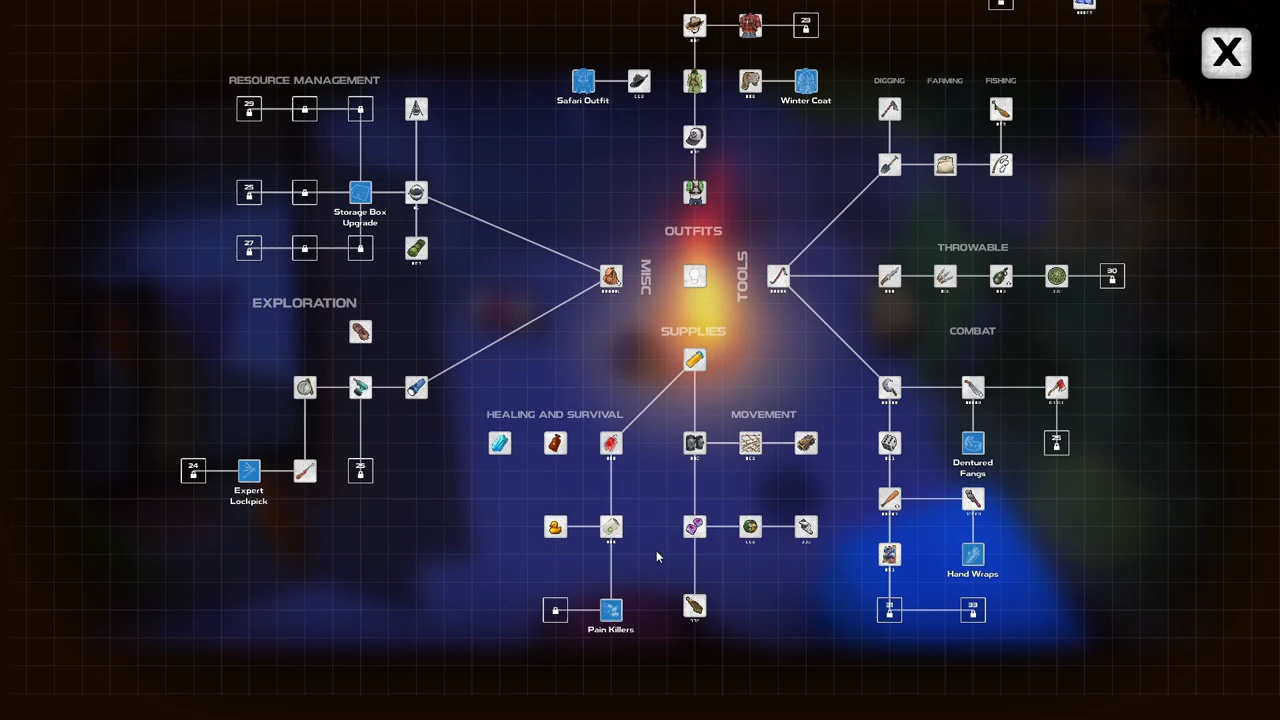 23
RESOURCE MANAGEMENT
DIGGING
FARMING
FISHING
Safari Outfit
Winter Coat
29
25
Storage Box
Upgrade
27
OUTFITS
MISC
TOOLS
THROWABLE
30
EXPLORATION
SUPPLIES
COMBAT
HEALING AND SURVIVAL
MOVEMENT
25
24
25
Expert
Lockpick
Dentured
Fangs
Hand Wraps
31
33
Pain Killers
X